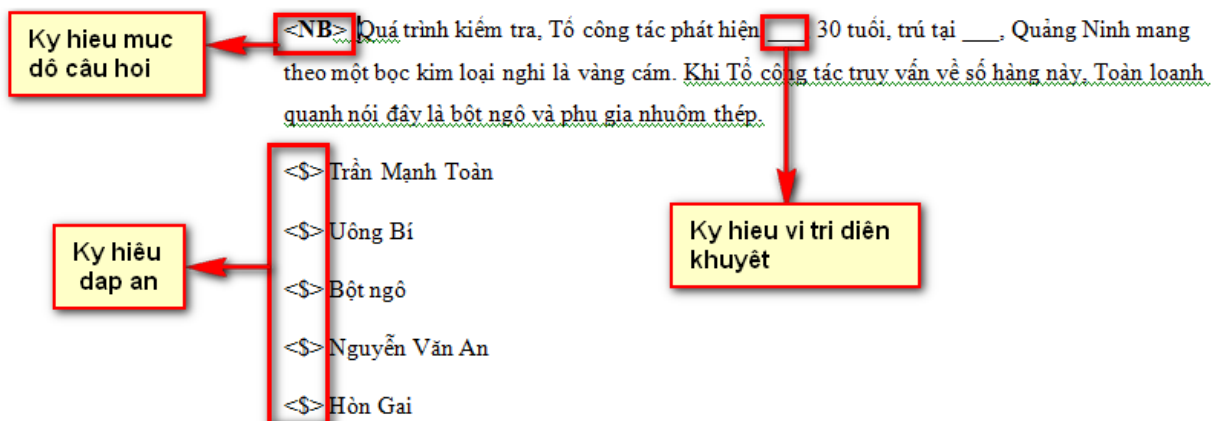 Ky hieu muc
dô câu hoi
<NB> Quá trình kiểm tra, Tổ công tác phát hiện ___ 30 tuổi, trú tại ___, Quảng Ninh mang
theo một bọc kim loại nghi là vàng cám. Khi Tổ công tác truy vấn về số hàng này, Toàn loanh
quanh nói đây là bột ngô và phụ gia nhuộm thép.
<$> Trần Mạnh Toàn
<$> Uông Bí
<$> Bột ngô
<$> Nguyễn Văn An
<$> Hòn Gai
Ky hiêu
dap an
Ky hieu vi tri diên
khuyêt